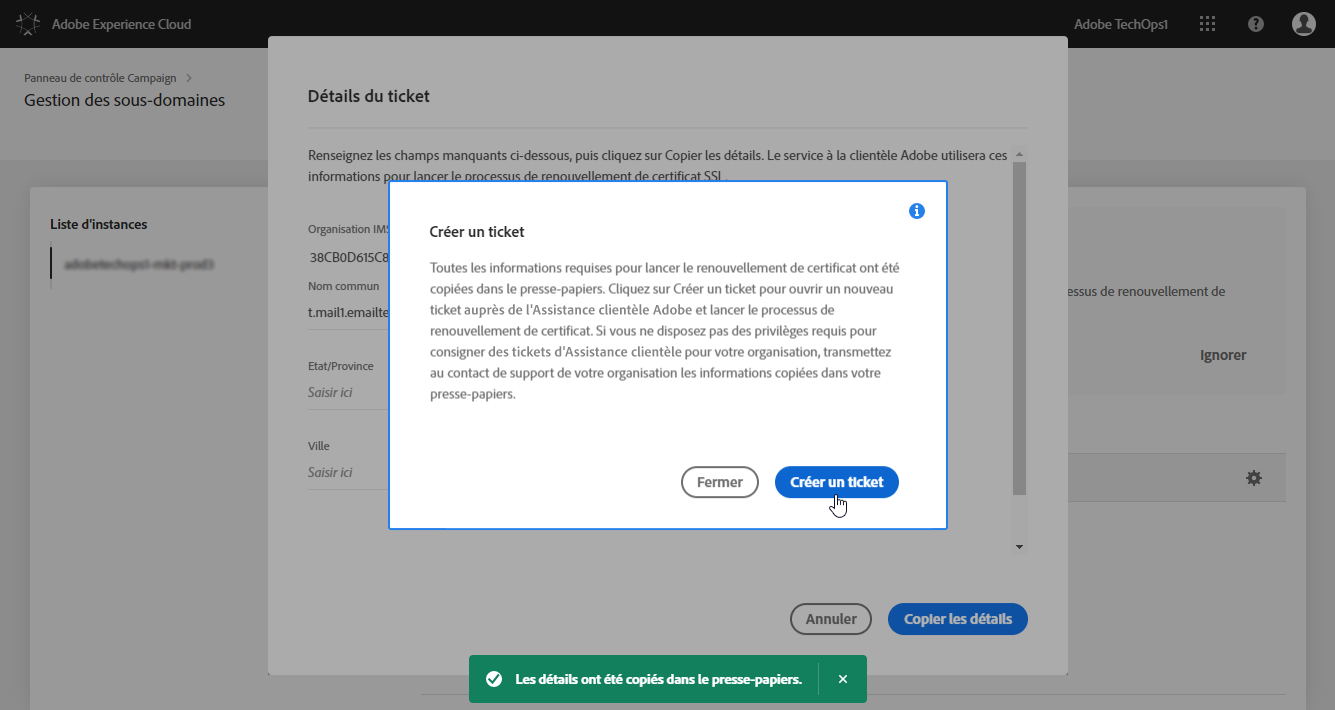 Adobe Experience Cloud
Adobe TechOps1
Panneau de contrôle Campaign
Gestion des sous-domaines
Détails du ticket
Renseignez les champs manquants ci-dessous, puis cliquez sur Copier les détails. Le service à la clientèle Adobe utilisera ces
informations pour lancer le processus de renouvellement de certificat SSL.
Liste d'instances
Organisation IMS
38CB0D615C8
Nom commun
t.mail1.emailte
Etat/Province
Saisir ici
Ville
Saisir ici
Créer un ticket
Toutes les informations requises pour lancer le renouvellement de certificat ont été
copiées dans le presse-papiers. Cliquez sur Créer un ticket pour ouvrir un nouveau
ticket auprès de l'Assistance clientèle Adobe et lancer le processus de
renouvellement de certificat. Si vous ne disposez pas des privilèges requis pour
consigner des tickets d'Assistance clientèle pour votre organisation, transmettez
au contact de support de votre organisation les informations copiées dans votre
presse-papiers.
Fermer
Créer un ticket
essus de renouvellement de
Ignorer
Annuler
Copier les détails
Les détails ont été copiés dans le presse-papiers.